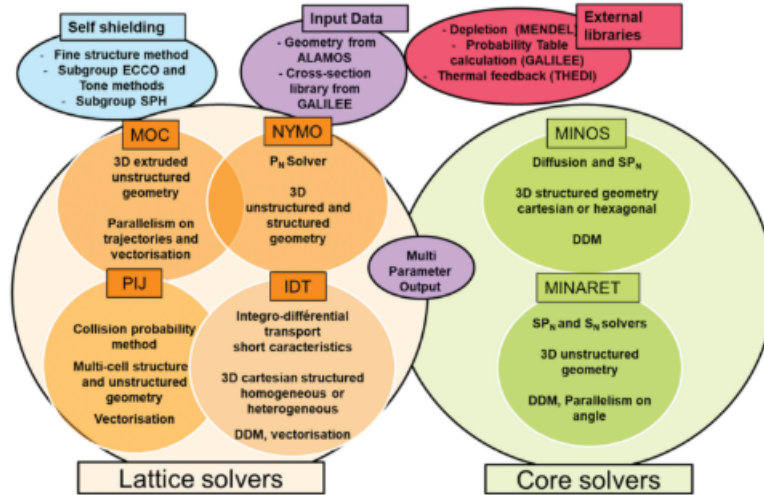 Self shielding
- Fine structure method
- Subgroup ECCO and
Tone methods
- Subgroup SPH
Input Data
- Geometry from
ALAMOS
- Cross-section
library from
GALILEE
External
libraries
- Depletion (MENDEL)
- Probability Table
calculation (GALILEE)
- Thermal feedback (THEDI)
MOC
3D extruded
unstructured
geometry
Parallelism on
trajectories and
vectorisation
NYMO
PN Solver
3D
unstructured and
structured
geometry
PIJ
Collision probability
method
Multi-cell structure
and unstructured
geometry
Vectorisation
IDT
Integro-différential
transport
short caracteristics
3D cartesian structured
homogeneous or
heterogeneous
DDM, vectorisation
Lattice solvers
Multi
Parameter
Output
MINOS
Diffusion and SPN
3D structured geometry
cartesian or hexagonal
DDM
MINARET
SPN and SN solvers
3D unstructured
geometry
DDM, Parallelism on
angle
Core solvers